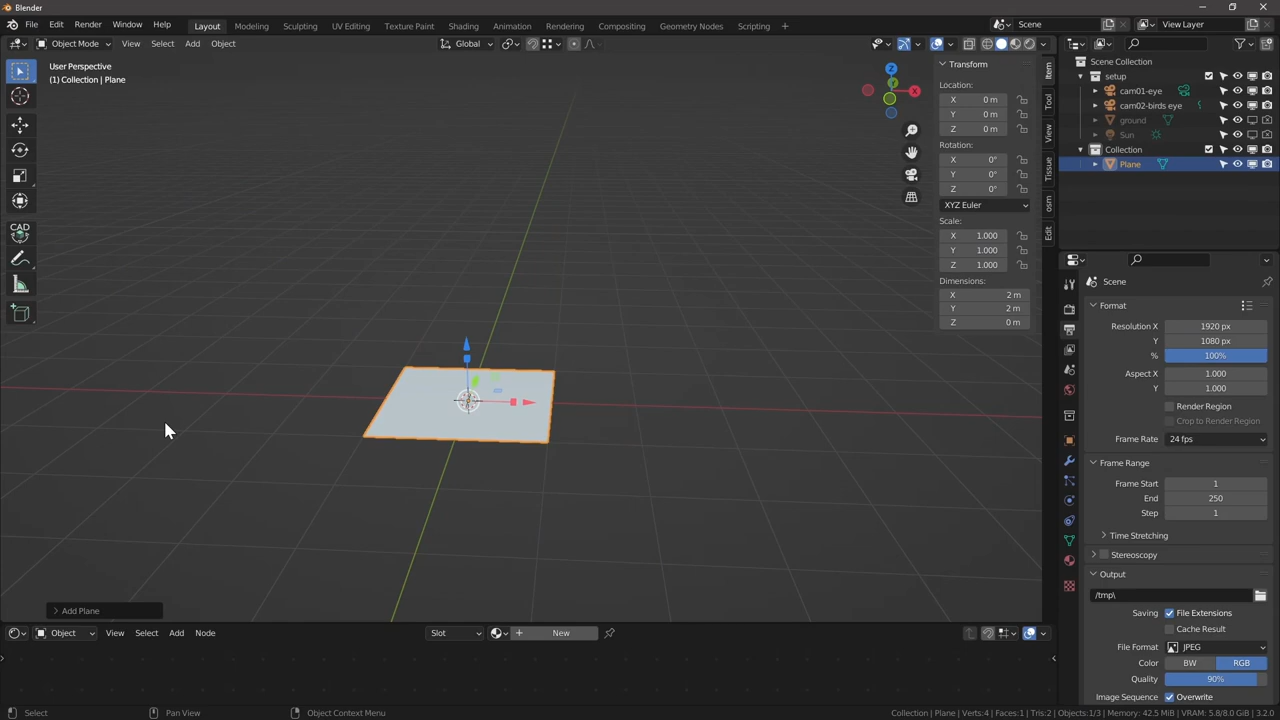 Blender
File Edit Render Window Help Layout Modeling Sculpting UV Editing Texture Paint Shading Animation Rendering Compositing Geometry Nodes Scripting + Scene View Layer
Object Mode View Select Add Object Global
User Perspective
(1) Collection | Plane
Z
Y
X
CAD
Add Plane
Transform
Location:
X 0 m
Y 0 m
Z 0 m
Rotation:
X 0°
Y 0°
Z 0°
XYZ Euler
Scale:
X 1.000
Y 1.000
Z 1.000
Dimensions:
X 2 m
Y 2 m
Z 0 m
Item
Tool
View
Tissue
osm
Edit
Scene Collection
setup
cam01-eye
cam02-birds eye
ground
Sun
Collection
Plane
Scene
Format
Resolution X 1920 px
Y 1080 px
% 100%
Aspect X 1.000
Y 1.000
Render Region
Crop to Render Region
Frame Rate 24 fps
Frame Range
Frame Start 1
End 250
Step 1
Time Stretching
Stereoscopy
Output
/tmp\
Saving File Extensions
Cache Result
File Format JPEG
Color BW RGB
Quality 90%
Image Sequence Overwrite
Object View Select Add Node Slot New
Select Pan View Object Context Menu
Collection | Plane | Verts:4 | Faces:1 | Tris:2 | Objects:1/3 | Memory: 42.5 MiB | VRAM: 5.8/8.0 GiB | 3.2.0